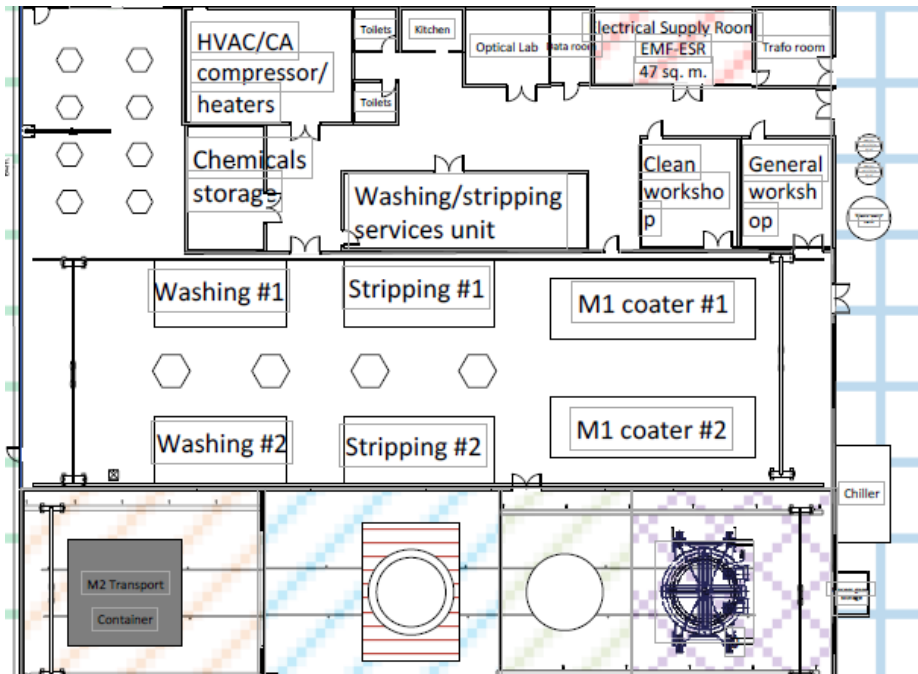 HVAC/CA
compressor/
heaters
Toilets
Toilets
Kitchen
Optical Lab
Data room
Electrical Supply Room
EMF-ESR
47 sq. m.
Trafo room
Chemicals
storage
Washing/stripping
services unit
Clean
worksho
p
General
worksh
op
Washing #1
Stripping #1
M1 coater #1
Washing #2
Stripping #2
M1 coater #2
Chiller
M2 Transport
Container